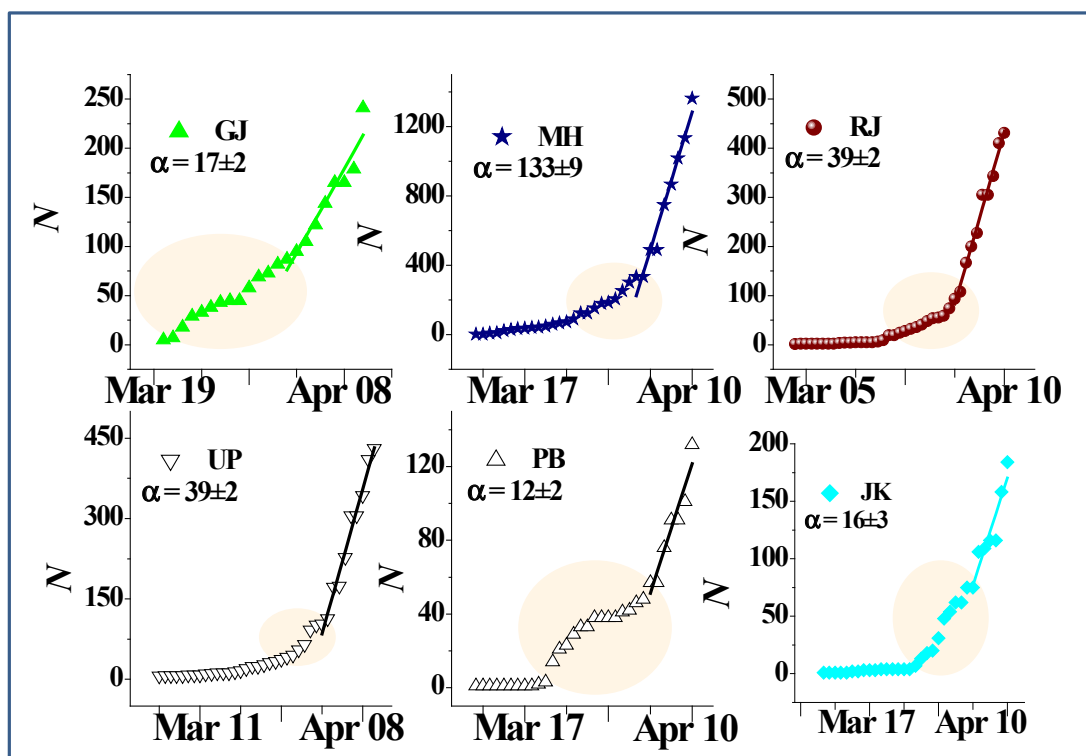 250
200
150
100
50
0
N
GJ
α = 17±2
Mar 19 Apr 08
1200
800
400
0
N
MH
α = 133±9
Mar 17 Apr 10
500
400
300
200
100
0
N
RJ
α = 39±2
Mar 05 Apr 10
450
300
150
0
N
UP
α = 39±2
Mar 11 Apr 08
120
80
40
0
N
PB
α = 12±2
Mar 17 Apr 10
200
150
100
50
0
N
JK
α = 16±3
Mar 17 Apr 10